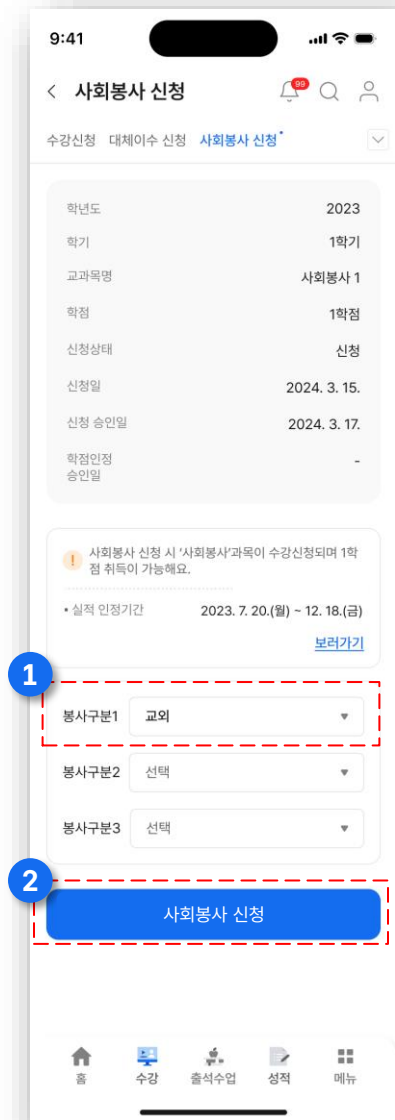 9:41
사회봉사 신청
99
수강신청 대체이수 신청 사회봉사 신청
학년도 2023
학기 1학기
교과목명 사회봉사 1
학점 1학점
신청상태 신청
신청일 2024. 3. 15.
신청 승인일 2024. 3. 17.
학점인정 -
승인일
! 사회봉사 신청 시 '사회봉사'과목이 수강신청되며 1학
점 취득이 가능해요.
• 실적 인정기간 2023. 7. 20.(월) ~ 12. 18.(금)
보러가기
1
봉사구분1 교외
봉사구분2 선택
봉사구분3 선택
2
사회봉사 신청
홈 수강 출석수업 성적 메뉴